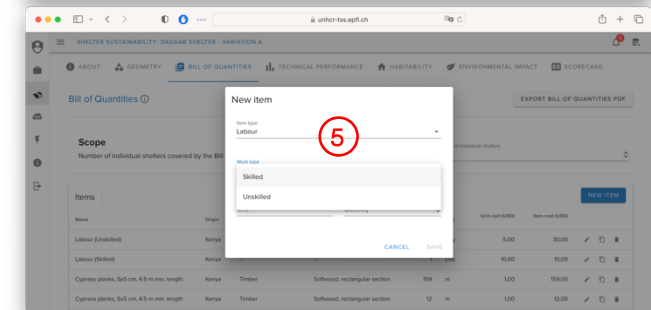 unhcr-tss.epfl.ch
SHELTER SUSTAINABILITY: DADAAB SHELTER - VARIATION A
ABOUT GEOMETRY BILL OF QUANTITIES TECHNICAL PERFORMANCE HABITABILITY ENVIRONMENTAL IMPACT SCORECARD
Bill of Quantities
EXPORT BILL OF QUANTITIES PDF
New item
Item type
Labour
5
Scope
Number of individual shelters covered by the Bill
of individual shelters
Work type
Skilled
Unskilled
Items
NEW ITEM
Name Origin Unit cost (USD) Item cost (USD)
CANCEL SAVE
Labour (Unskilled) Kenya 5,00 30,00
Labour (Skilled) Kenya - - 1 Day 10,00 10,00
Cypress planks, 5x5 cm, 4.5 m min. length Kenya Timber Softwood, rectangular section 159 m 1,00 159,00
Cypress planks, 5x5 cm, 4.5 m min. length Kenya Timber Softwood, rectangular section 12 m 1,00 12,00